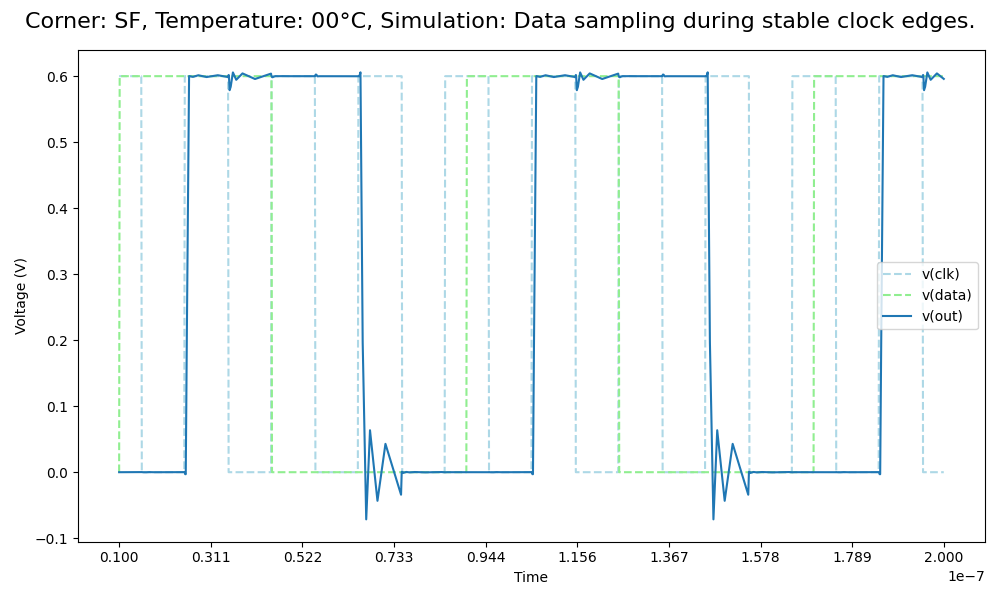 Corner: SF, Temperature: 00°C, Simulation: Data sampling during stable clock edges.
0.6
0.5
0.4
0.3
0.2
0.1
0.0
−0.1
Voltage (V)
v(clk)
v(data)
v(out)
0.100 0.311 0.522 0.733 0.944 1.156 1.367 1.578 1.789 2.000
Time
1e−7